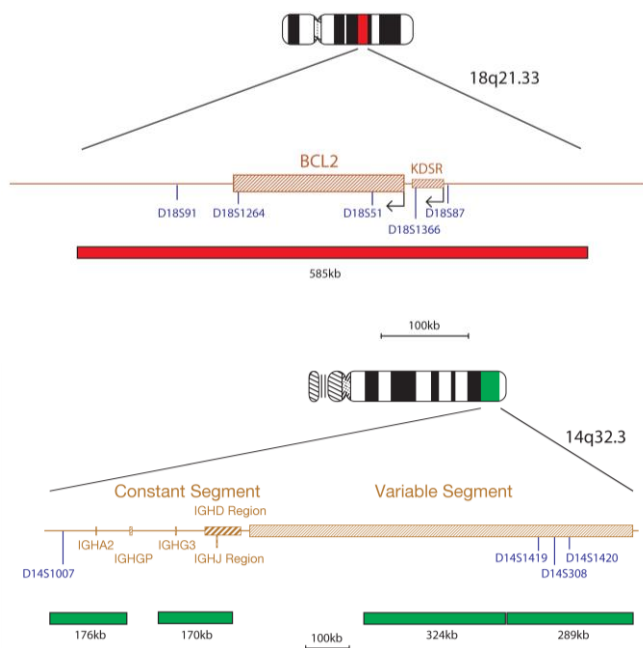 18q21.33
BCL2
KDSR
D18S91
D18S1264
D18S51
D18S87
D18S1366
585kb
100kb
14q32.3
Constant Segment
Variable Segment
IGHD Region
IGHA2
IGHG3
IGHGP
IGHJ Region
D14S1007
D14S1419
D14S1420
D14S308
176kb
170kb
100kb
324kb
289kb